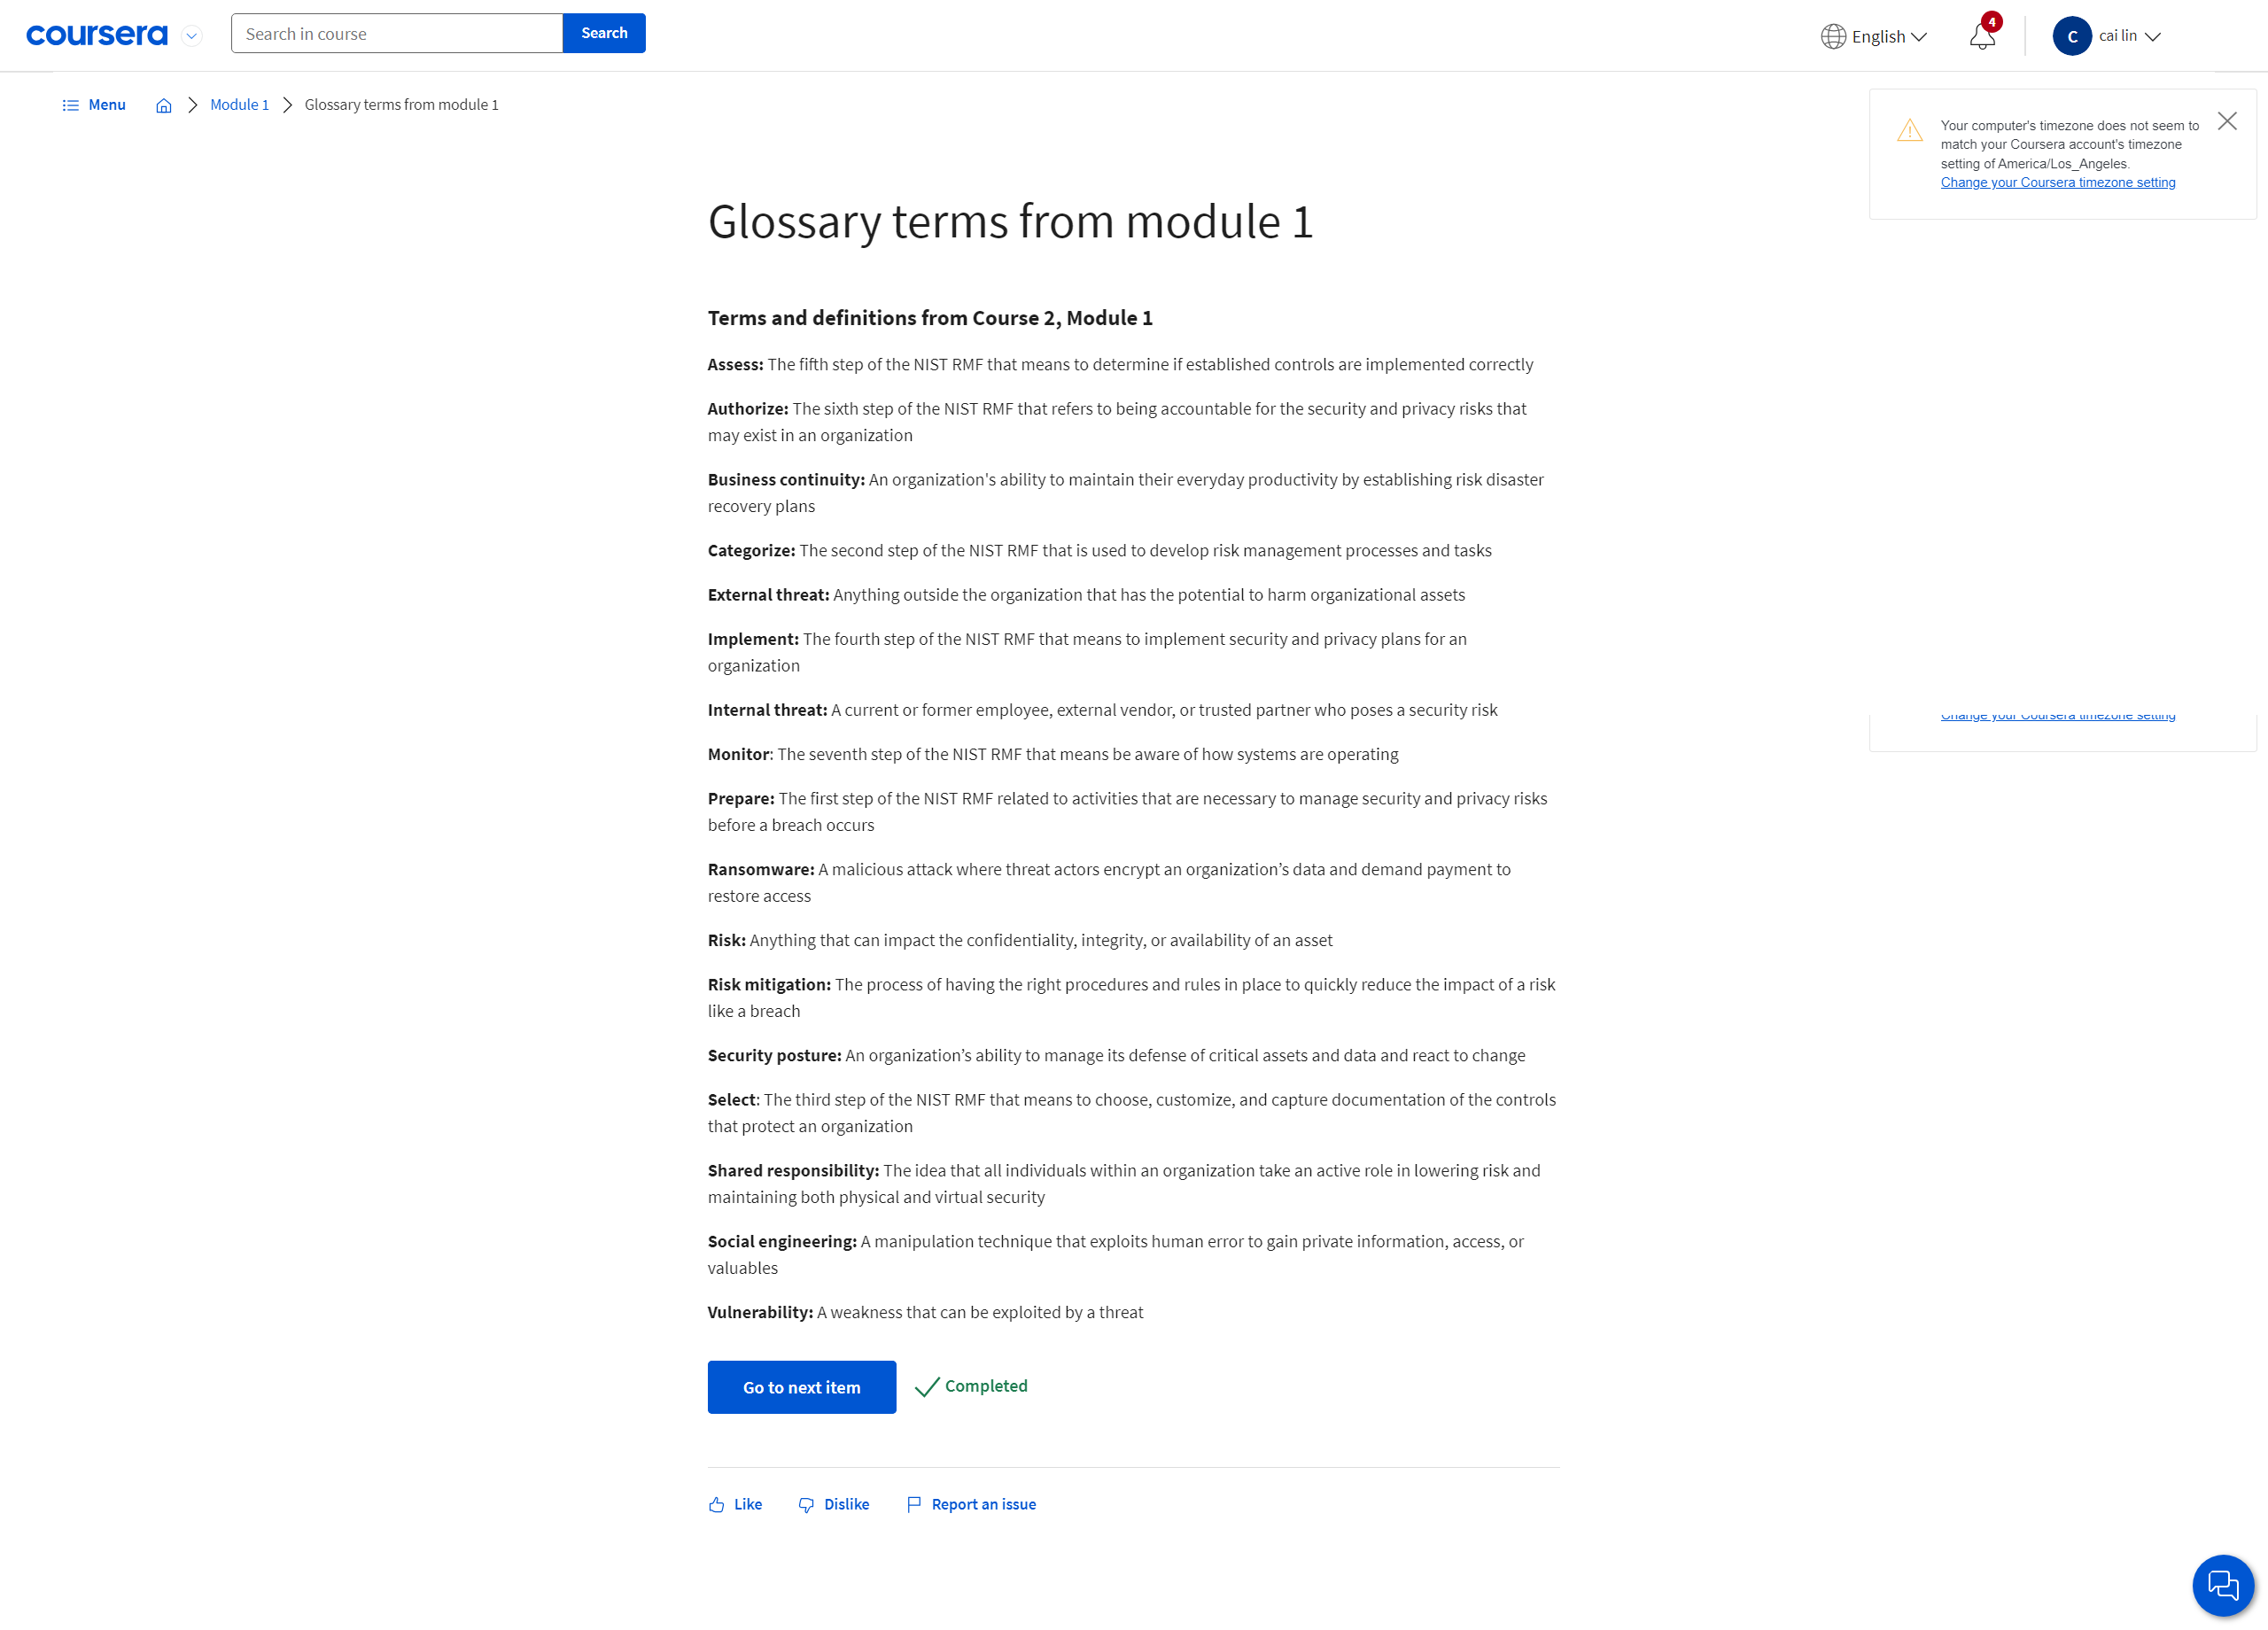 coursera
Search in course
Search
English
4
C
cai lin
Menu
Module 1
Glossary terms from module 1
Your computer's timezone does not seem to
match your Coursera account's timezone
setting of America/Los_Angeles.
Change your Coursera timezone setting
Glossary terms from module 1
Terms and definitions from Course 2, Module 1
Assess: The fifth step of the NIST RMF that means to determine if established controls are implemented correctly
Authorize: The sixth step of the NIST RMF that refers to being accountable for the security and privacy risks that
may exist in an organization
Business continuity: An organization's ability to maintain their everyday productivity by establishing risk disaster
recovery plans
Categorize: The second step of the NIST RMF that is used to develop risk management processes and tasks
External threat: Anything outside the organization that has the potential to harm organizational assets
Implement: The fourth step of the NIST RMF that means to implement security and privacy plans for an
organization
Internal threat: A current or former employee, external vendor, or trusted partner who poses a security risk
Change your Coursera timezone setting
Monitor: The seventh step of the NIST RMF that means be aware of how systems are operating
Prepare: The first step of the NIST RMF related to activities that are necessary to manage security and privacy risks
before a breach occurs
Ransomware: A malicious attack where threat actors encrypt an organization’s data and demand payment to
restore access
Risk: Anything that can impact the confidentiality, integrity, or availability of an asset
Risk mitigation: The process of having the right procedures and rules in place to quickly reduce the impact of a risk
like a breach
Security posture: An organization’s ability to manage its defense of critical assets and data and react to change
Select: The third step of the NIST RMF that means to choose, customize, and capture documentation of the controls
that protect an organization
Shared responsibility: The idea that all individuals within an organization take an active role in lowering risk and
maintaining both physical and virtual security
Social engineering: A manipulation technique that exploits human error to gain private information, access, or
valuables
Vulnerability: A weakness that can be exploited by a threat
Go to next item
Completed
Like
Dislike
Report an issue